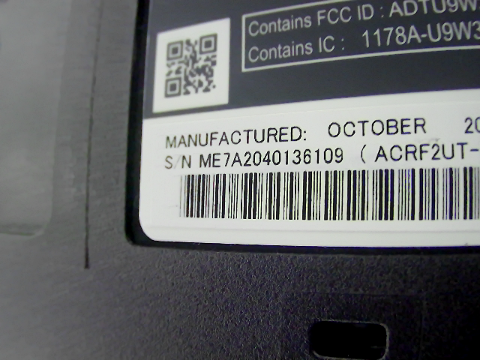 Contains FCC ID : ADTU9W
Contains IC : 1178A-U9W3
MANUFACTURED: OCTOBER 20
S/N ME7A2040136109 ( ACRF2UT-